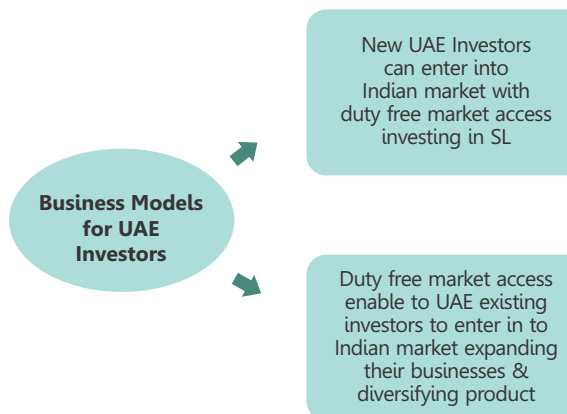 New UAE Investors
can enter into
Indian market with
duty free market access
investing in SL
Business Models
for UAE
Investors
Duty free market access
enable to UAE existing
investors to enter in to
Indian market expanding
their businesses &
diversifying product